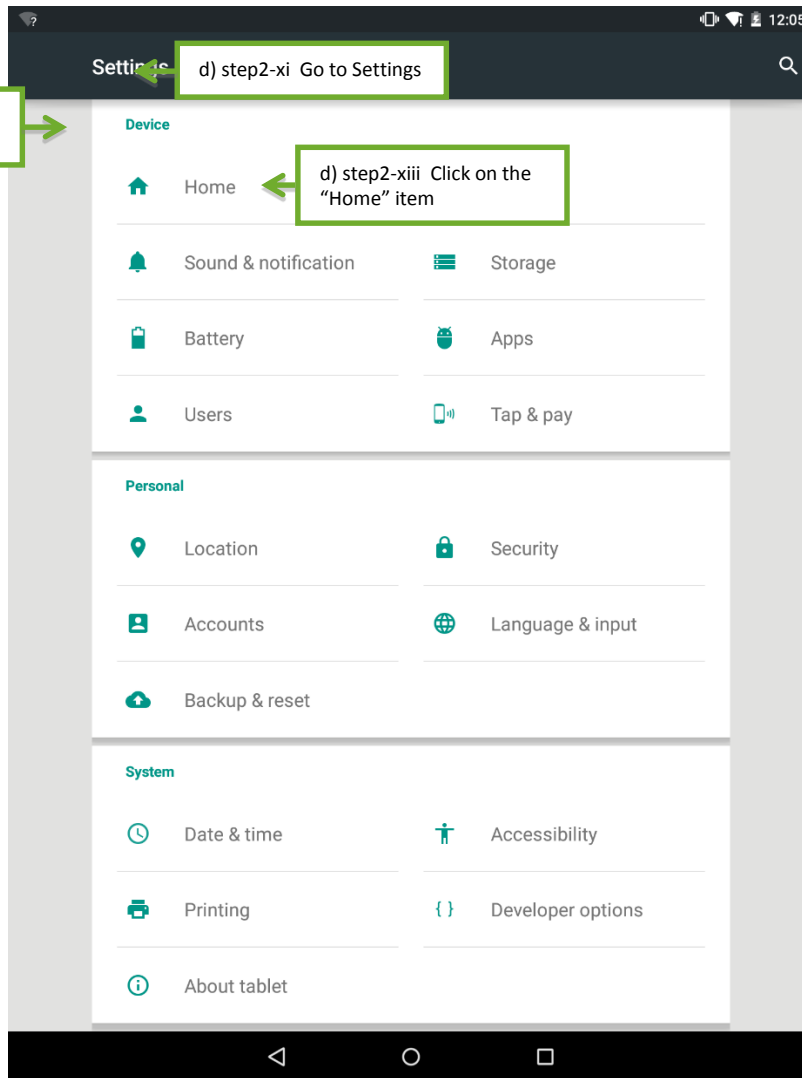 12:05
Settings
d) step2-xi Go to Settings
Device
Home
d) step2-xiii Click on the
“Home” item
Sound & notification
Storage
Battery
Apps
Users
Tap & pay
Personal
Location
Security
Accounts
Language & input
Backup & reset
System
Date & time
Accessibility
Printing
{ }
Developer options
About tablet